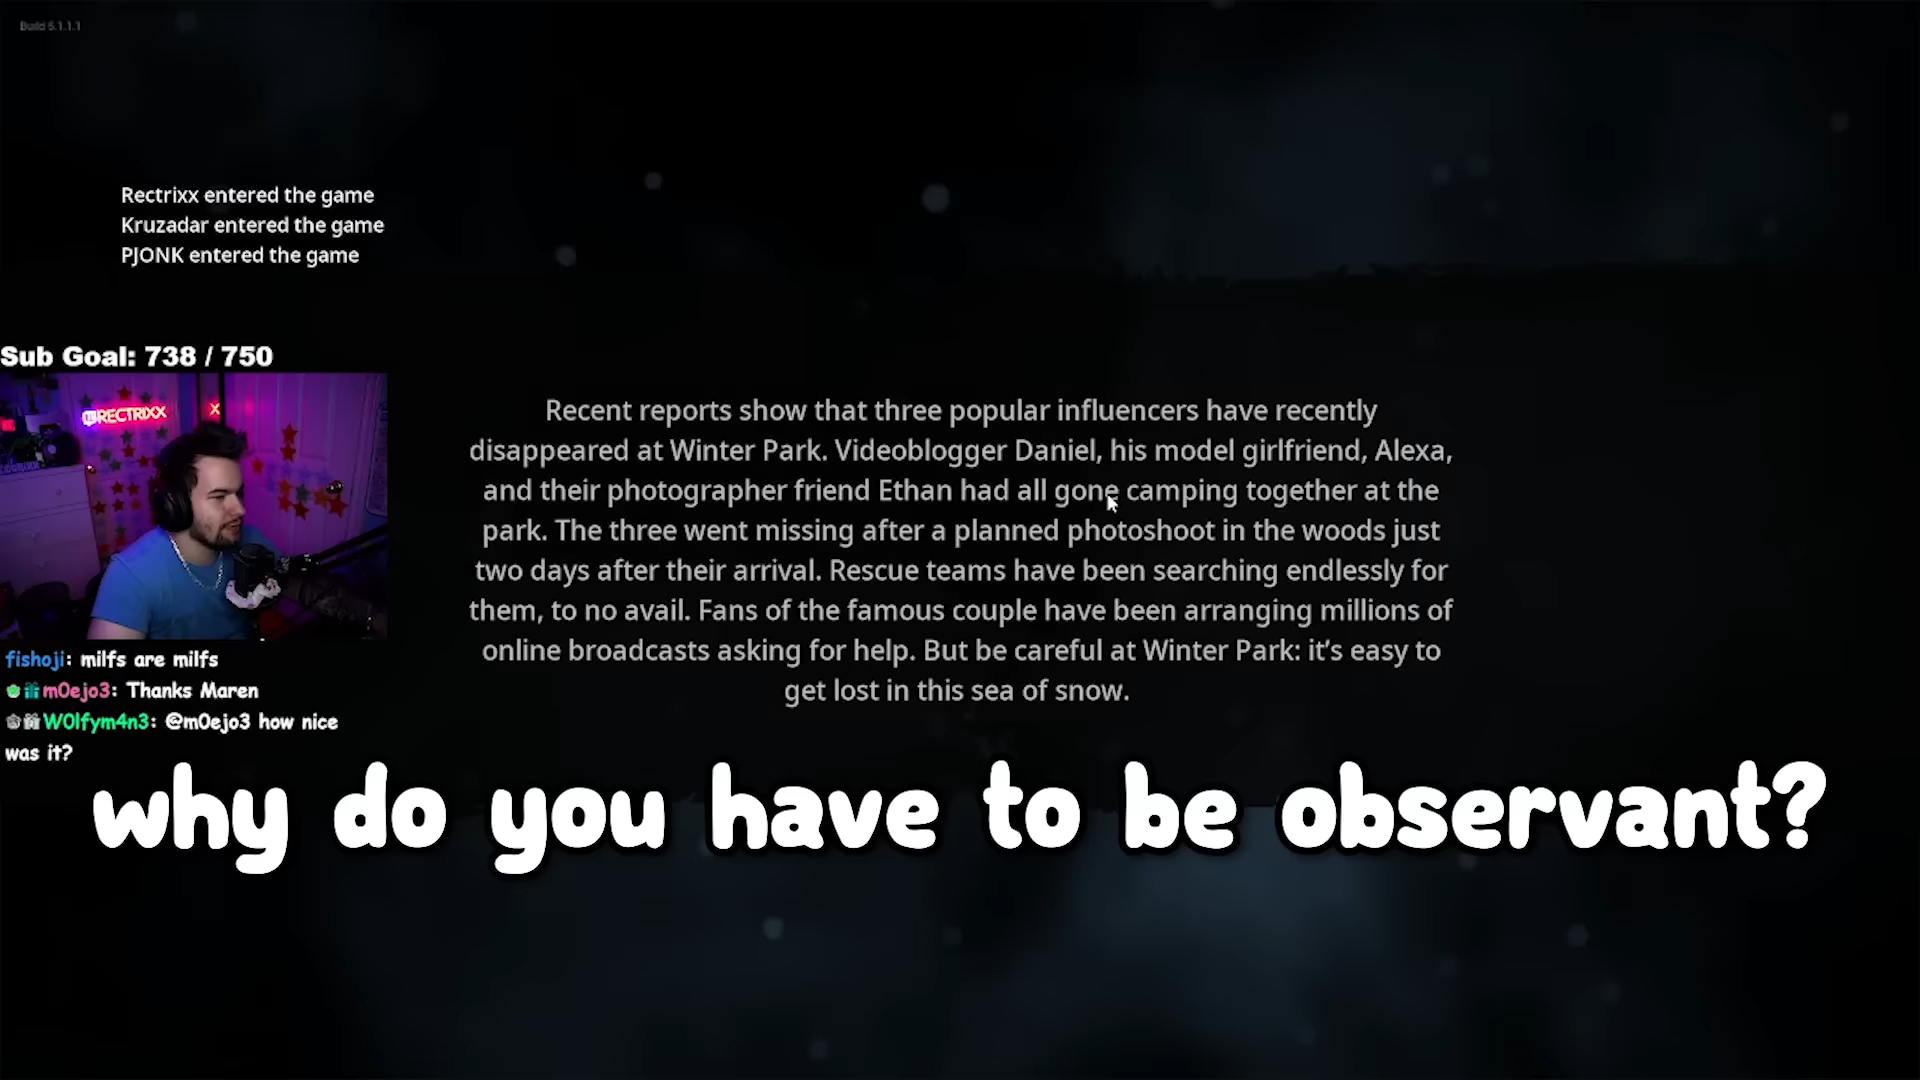 Build 5.1.1.1
Rectrixx entered the game
Kruzadar entered the game
PJONK entered the game
Sub Goal: 738 / 750
RECTRIXX
X
Recent reports show that three popular influencers have recently
disappeared at Winter Park. Videoblogger Daniel, his model girlfriend, Alexa,
and their photographer friend Ethan had all gone camping together at the
park. The three went missing after a planned photoshoot in the woods just
two days after their arrival. Rescue teams have been searching endlessly for
them, to no avail. Fans of the famous couple have been arranging millions of
online broadcasts asking for help. But be careful at Winter Park: it’s easy to
get lost in this sea of snow.
fishoji: milfs are milfs
m0ejo3: Thanks Maren
W0lfym4n3: @m0ejo3 how nice
was it?
why do you have to be observant?